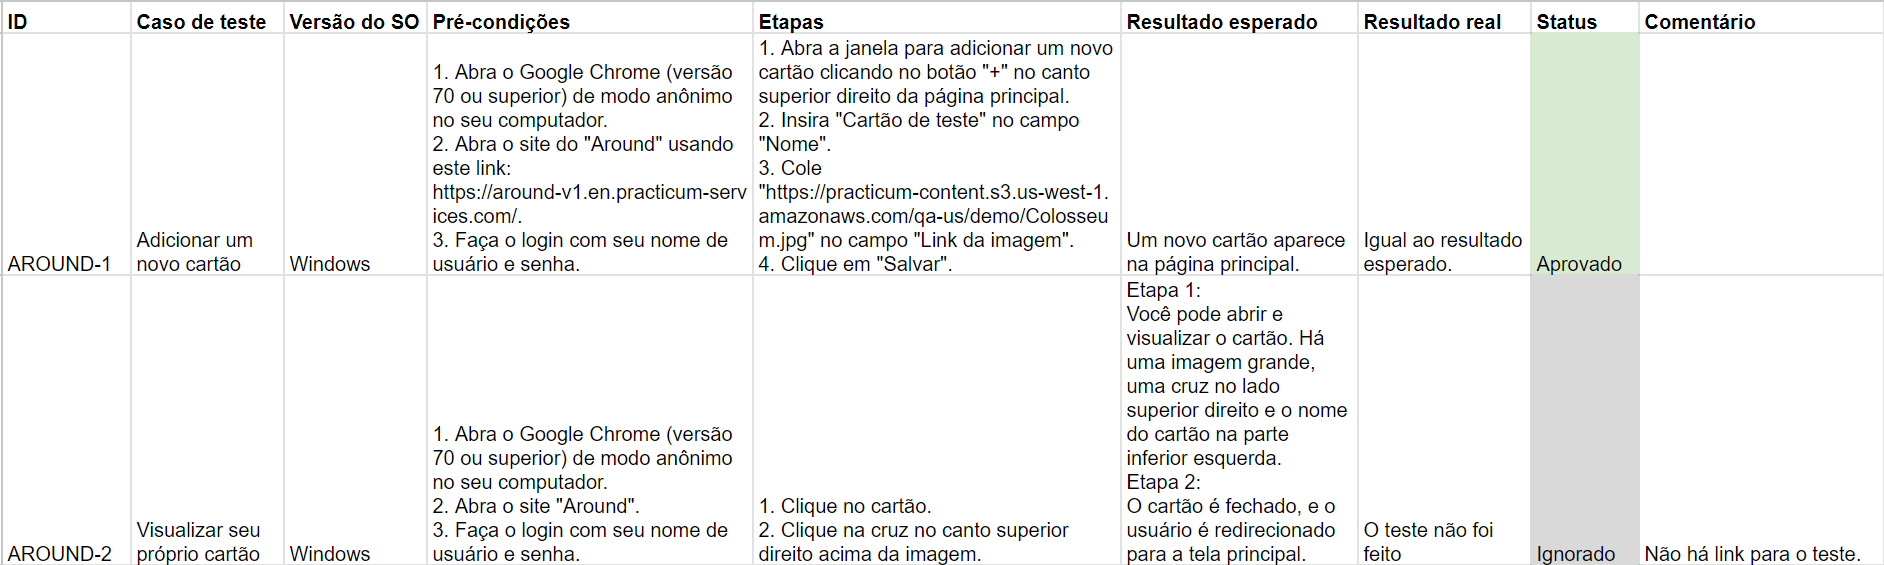 ID Caso de teste Versão do SO Pré-condições Etapas Resultado esperado Resultado real Status Comentário
AROUND-1
Adicionar um
novo cartão
Windows
1. Abra o Google Chrome (versão
70 ou superior) de modo anônimo
no seu computador.
2. Abra o site do "Around" usando
este link:
https://around-v1.en.practicum-serv
ices.com/.
3. Faça o login com seu nome de
usuário e senha.
1. Abra a janela para adicionar um novo
cartão clicando no botão "+" no canto
superior direito da página principal.
2. Insira "Cartão de teste" no campo
"Nome".
3. Cole
"https://practicum-content.s3.us-west-1.
amazonaws.com/qa-us/demo/Colosseu
m.jpg" no campo "Link da imagem".
4. Clique em "Salvar".
Um novo cartão aparece
na página principal.
Igual ao resultado
esperado.
Aprovado
AROUND-2
Visualizar seu
próprio cartão
Windows
1. Abra o Google Chrome (versão
70 ou superior) de modo anônimo
no seu computador.
2. Abra o site "Around".
3. Faça o login com seu nome de
usuário e senha.
1. Clique no cartão.
2. Clique na cruz no canto superior
direito acima da imagem.
Etapa 1:
Você pode abrir e
visualizar o cartão. Há
uma imagem grande,
uma cruz no lado
superior direito e o nome
do cartão na parte
inferior esquerda.
Etapa 2:
O cartão é fechado, e o
usuário é redirecionado
para a tela principal.
O teste não foi
feito
Ignorado
Não há link para o teste.